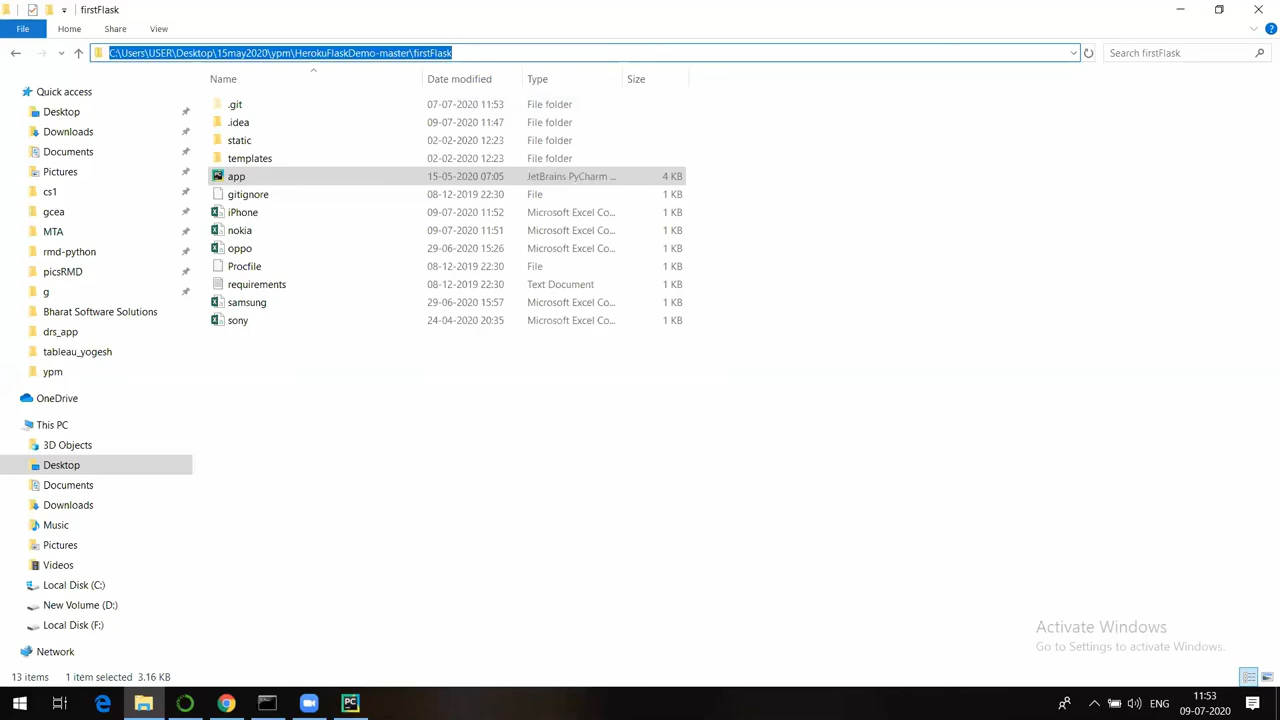 firstFlask
File
Home
Share
View
C:\Users\USER\Desktop\15may2020\ypm\HerokuFlaskDemo-master\firstFlask
Search firstFlask
Name
Date modified
Type
Size
Quick access
Desktop
Downloads
Documents
Pictures
cs1
gcea
MTA
rmd-python
picsRMD
g
Bharat Software Solutions
drs_app
tableau_yogesh
ypm
OneDrive
This PC
3D Objects
Desktop
Documents
Downloads
Music
Pictures
Videos
Local Disk (C:)
New Volume (D:)
Local Disk (F:)
Network
.git 07-07-2020 11:53 File folder
.idea 09-07-2020 11:47 File folder
static 02-02-2020 12:23 File folder
templates 02-02-2020 12:23 File folder
app 15-05-2020 07:05 JetBrains PyCharm ... 4 KB
gitignore 08-12-2019 22:30 File 1 KB
iPhone 09-07-2020 11:52 Microsoft Excel Co... 1 KB
nokia 09-07-2020 11:51 Microsoft Excel Co... 1 KB
oppo 29-06-2020 15:26 Microsoft Excel Co... 1 KB
Procfile 08-12-2019 22:30 File 1 KB
requirements 08-12-2019 22:30 Text Document 1 KB
samsung 29-06-2020 15:57 Microsoft Excel Co... 1 KB
sony 24-04-2020 20:35 Microsoft Excel Co... 1 KB
Activate Windows
Go to Settings to activate Windows.
13 items 1 item selected 3.16 KB
PC
ENG
11:53
09-07-2020